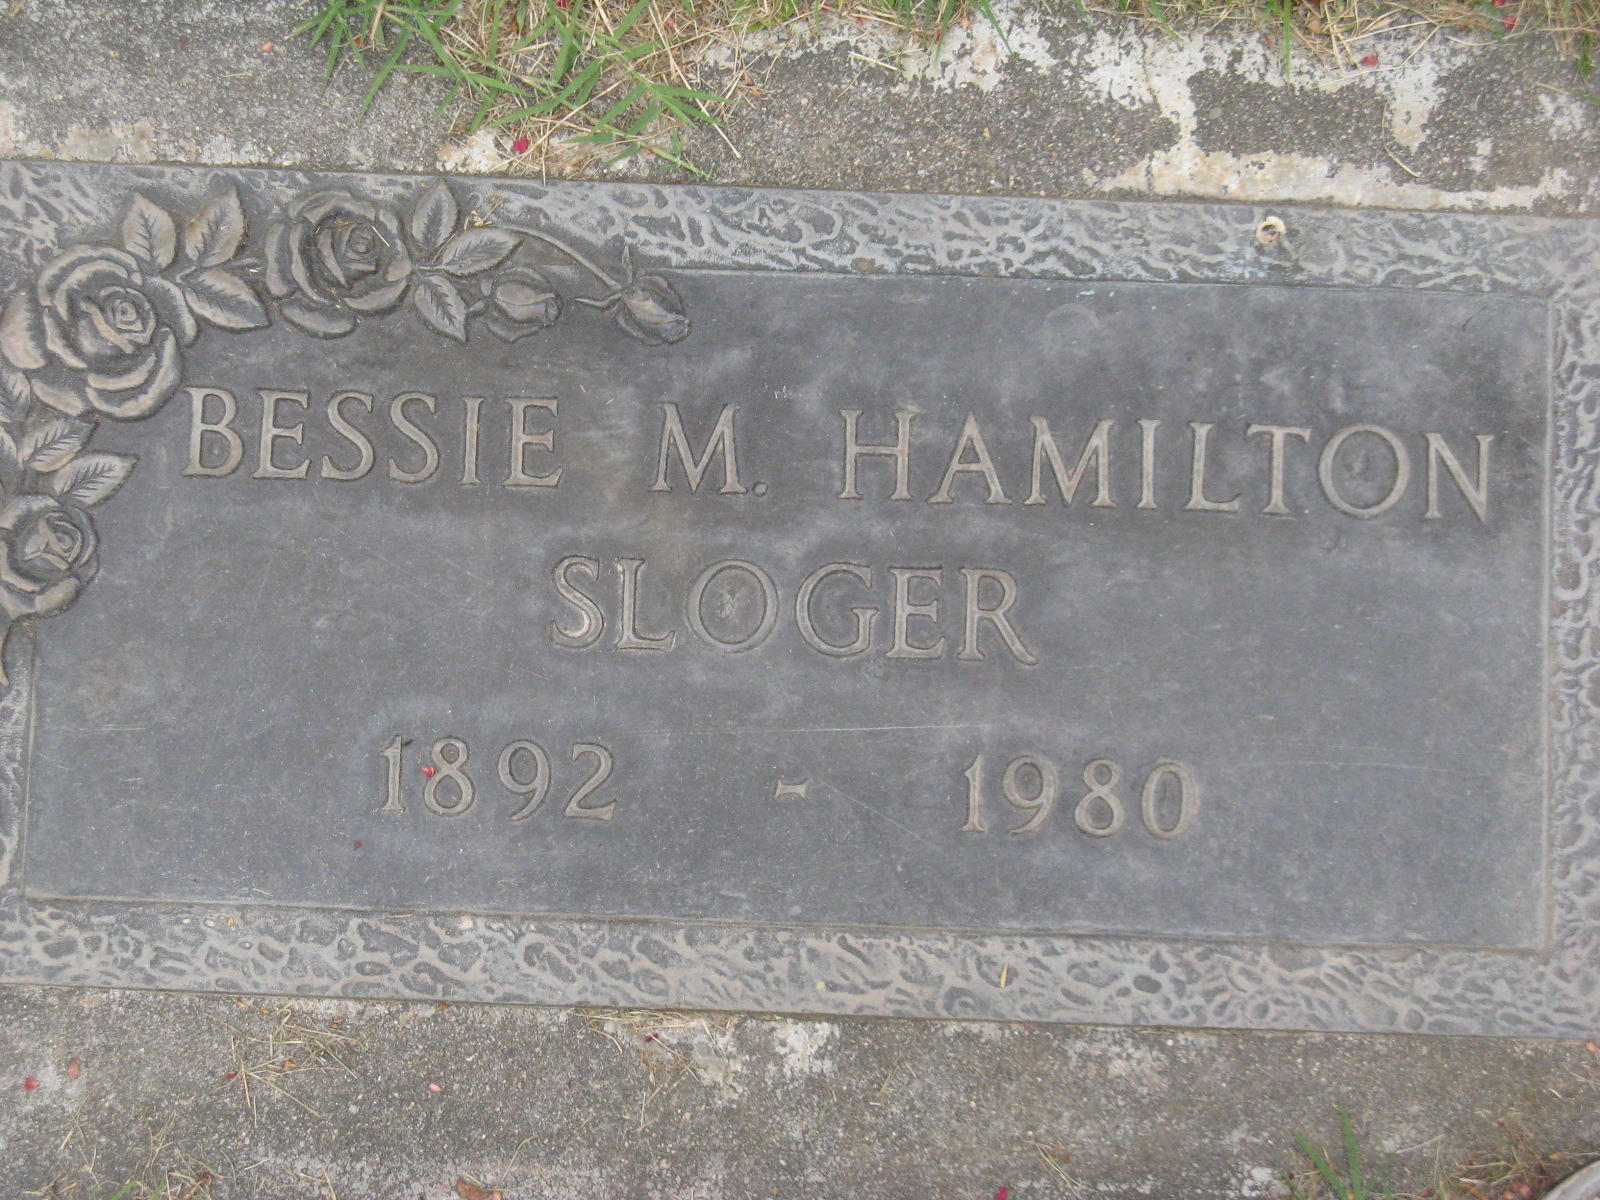 BESSIE M. HAMILTON
SLOGER
1892 - 1980